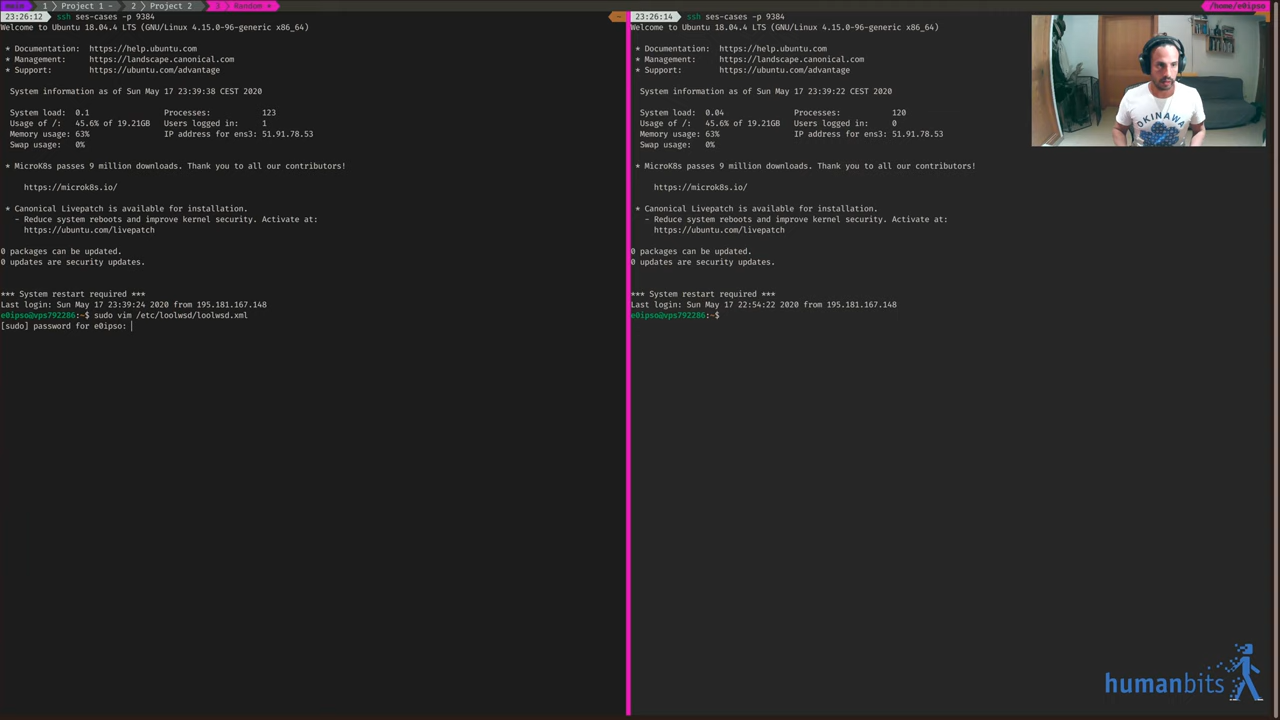 main 1 Project 1 - 2 Project 2 3 Random * /home/e0ipso
23:26:12 ssh ses-cases -p 9384 ~
Welcome to Ubuntu 18.04.4 LTS (GNU/Linux 4.15.0-96-generic x86_64)
* Documentation: https://help.ubuntu.com
* Management: https://landscape.canonical.com
* Support: https://ubuntu.com/advantage
System information as of Sun May 17 23:39:38 CEST 2020
System load: 0.1 Processes: 123
Usage of /: 45.6% of 19.21GB Users logged in: 1
Memory usage: 63% IP address for ens3: 51.91.78.53
Swap usage: 0%
* MicroK8s passes 9 million downloads. Thank you to all our contributors!
https://microk8s.io/
* Canonical Livepatch is available for installation.
- Reduce system reboots and improve kernel security. Activate at:
https://ubuntu.com/livepatch
0 packages can be updated.
0 updates are security updates.
*** System restart required ***
Last login: Sun May 17 23:39:24 2020 from 195.181.167.148
e0ipso@vps792286:~$ sudo vim /etc/loolwsd/loolwsd.xml
[sudo] password for e0ipso:
23:26:14 ssh ses-cases -p 9384
Welcome to Ubuntu 18.04.4 LTS (GNU/Linux 4.15.0-96-generic x86_64)
* Documentation: https://help.ubuntu.com
* Management: https://landscape.canonical.com
* Support: https://ubuntu.com/advantage
System information as of Sun May 17 23:39:22 CEST 2020
System load: 0.04 Processes: 120
Usage of /: 45.6% of 19.21GB Users logged in: 0
Memory usage: 63% IP address for ens3: 51.91.78.53
Swap usage: 0%
* MicroK8s passes 9 million downloads. Thank you to all our contributors!
https://microk8s.io/
* Canonical Livepatch is available for installation.
- Reduce system reboots and improve kernel security. Activate at:
https://ubuntu.com/livepatch
0 packages can be updated.
0 updates are security updates.
*** System restart required ***
Last login: Sun May 17 22:54:22 2020 from 195.181.167.148
e0ipso@vps792286:~$
OKINAWA
humanbits